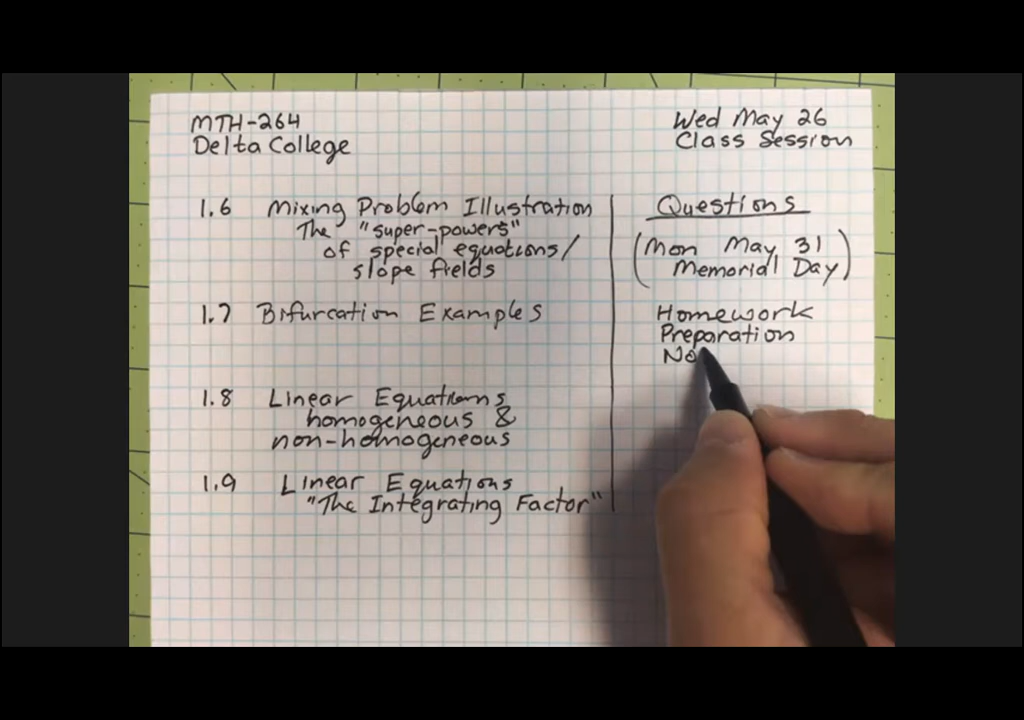 MTH-264
Delta College
Wed May 26
Class Session
1.6 Mixing Problem Illustration
The "super-powers"
of special equations/
slope fields
1.7 Bifurcation Examples
1.8 Linear Equations
homogeneous &
non-homogeneous
1.9 Linear Equations
"The Integrating Factor"
Questions
(Mon May 31
Memorial Day)
Homework
Preparation
No